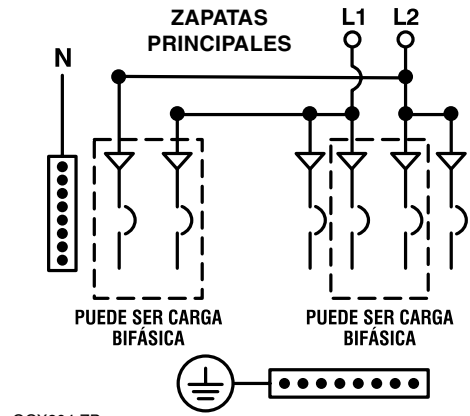 ZAPATAS
PRINCIPALES
L1 L2
N
PUEDE SER CARGA
BIFÁSICA
PUEDE SER CARGA
BIFÁSICA